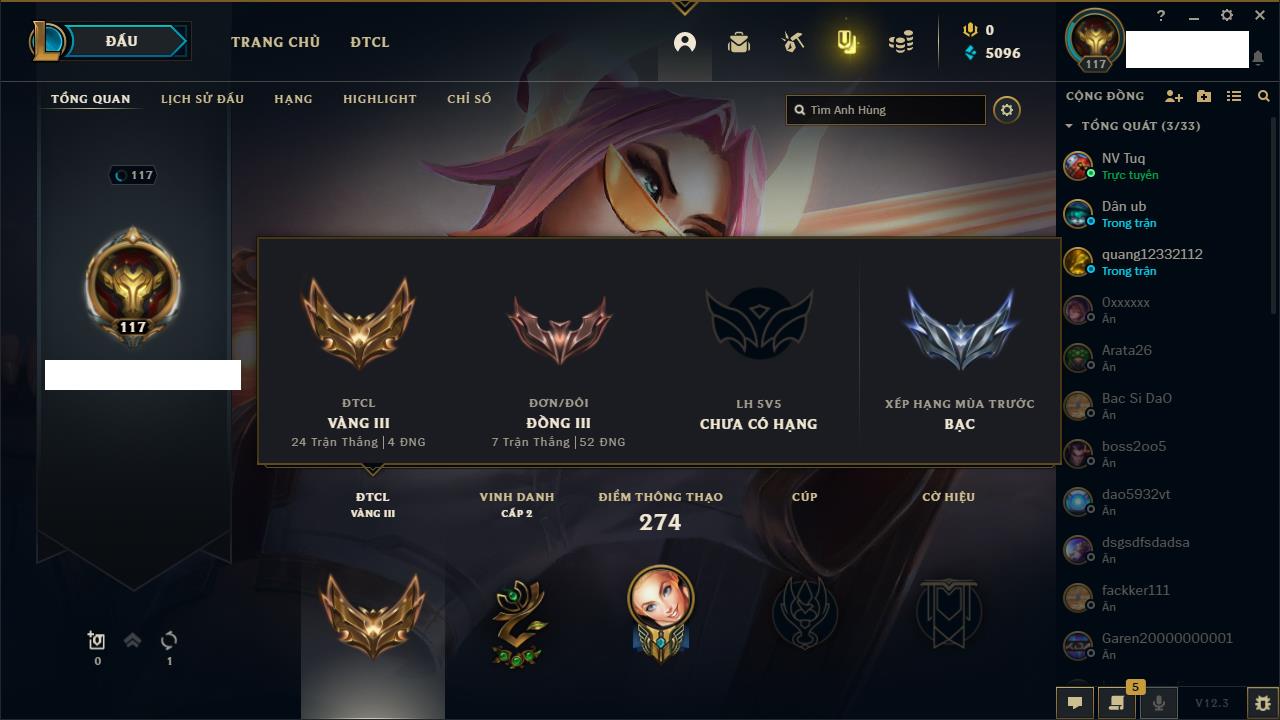 ĐẤU
TRANG CHỦ
ĐTCL
0
5096
117
TỔNG QUAN
LỊCH SỬ ĐẤU
HẠNG
HIGHLIGHT
CHỈ SỐ
Tìm Anh Hùng
117
117
ĐTCL
VÀNG III
24 Trận Thắng | 4 ĐNG
ĐƠN/ĐÔI
ĐỒNG III
7 Trận Thắng | 52 ĐNG
LH 5V5
CHƯA CÓ HẠNG
XẾP HẠNG MÙA TRƯỚC
BẠC
ĐTCL
VÀNG III
VINH DANH
CẤP 2
ĐIỂM THÔNG THẠO
274
CÚP
CỜ HIỆU
0
1
CỘNG ĐỒNG
TỔNG QUÁT (3/33)
NV Tuq
Trực tuyến
Dân ub
Trong trận
quang12332112
Trong trận
0xxxxxx
Ẩn
Arata26
Ẩn
Bac Si DaO
Ẩn
boss2oo5
Ẩn
dao5932vt
Ẩn
dsgsdfsdadsa
Ẩn
fackker111
Ẩn
Garen20000000001
Ẩn
5
V12.3